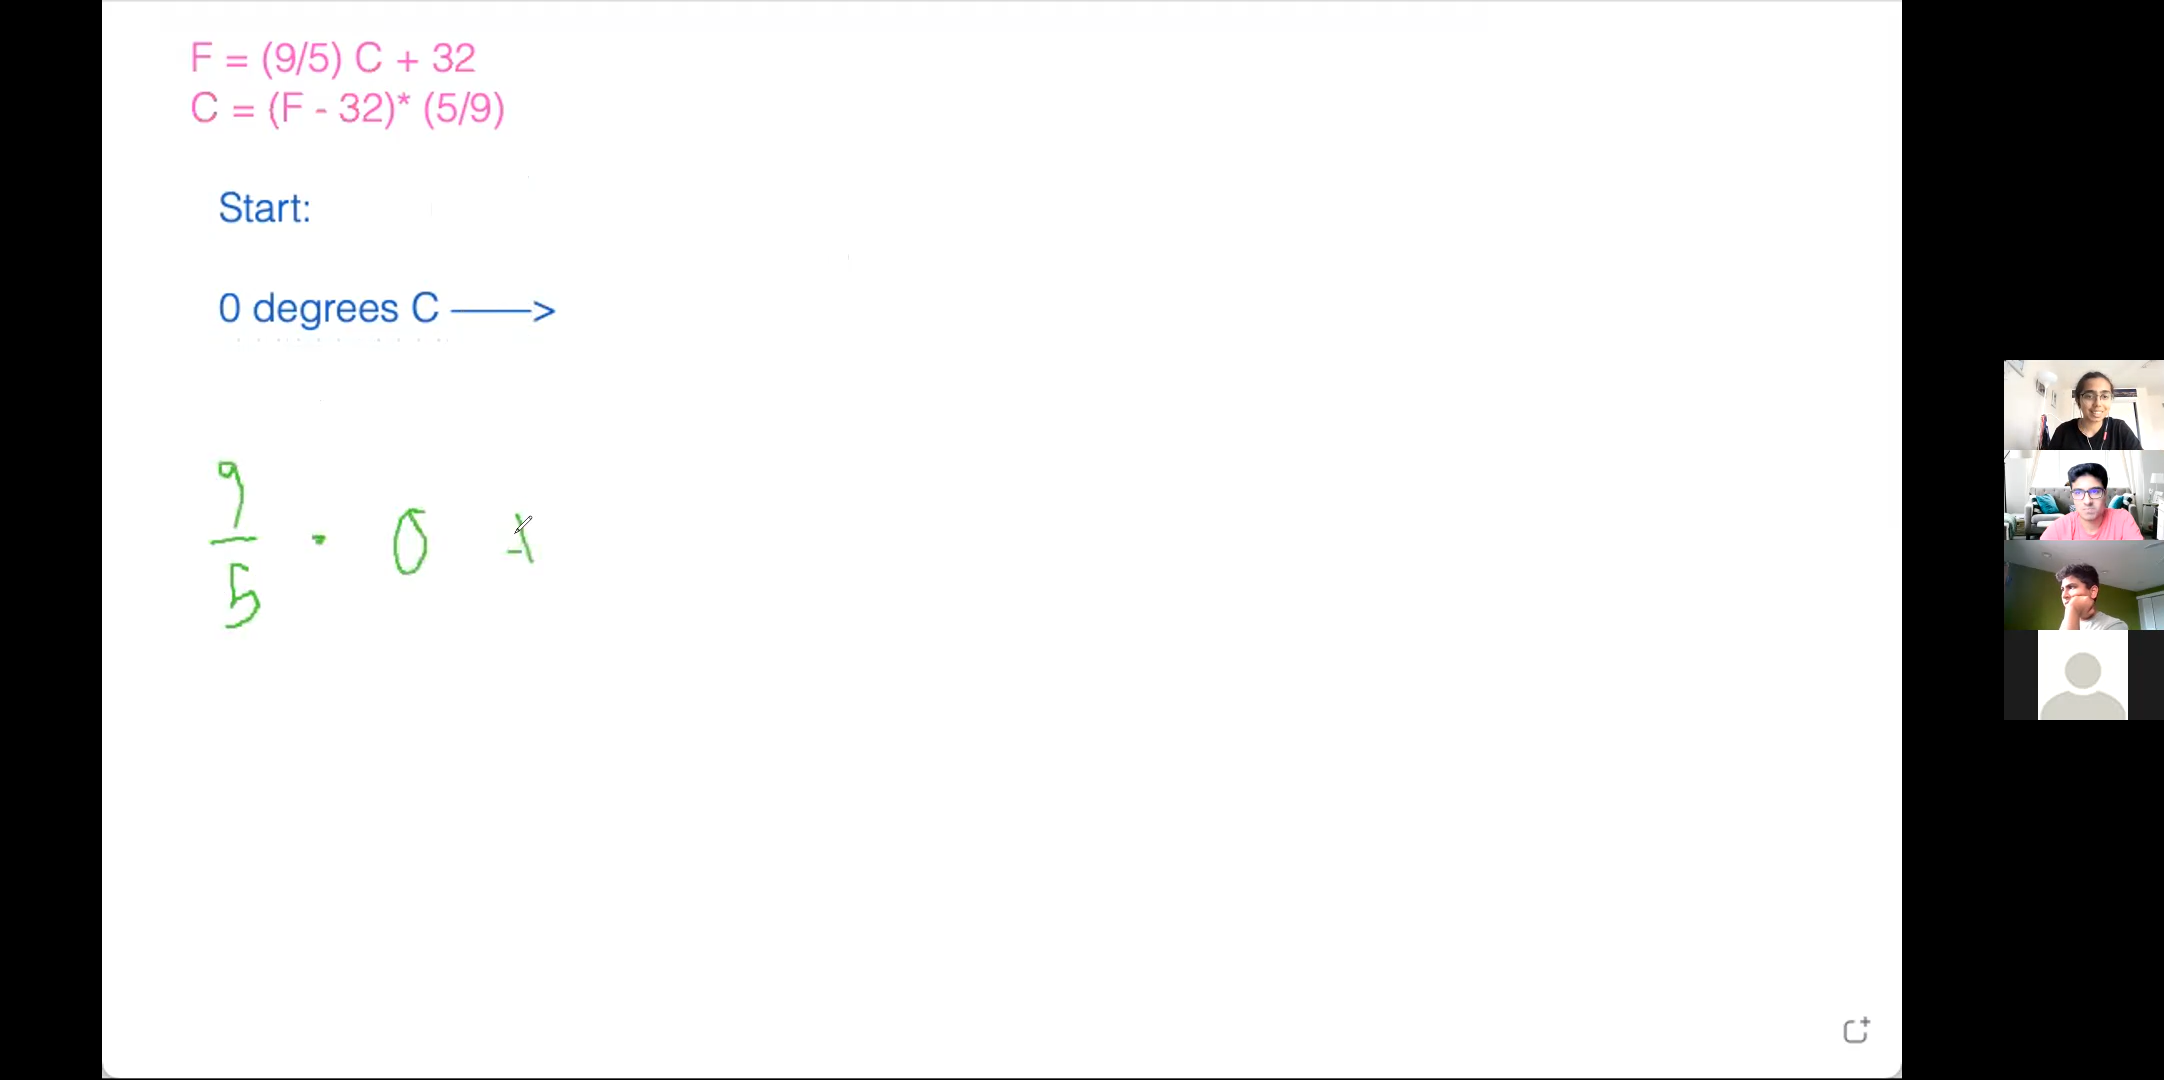 F = (9/5) C + 32
C = (F - 32)* (5/9)
Start:
0 degrees C ——>
9
5
· 0